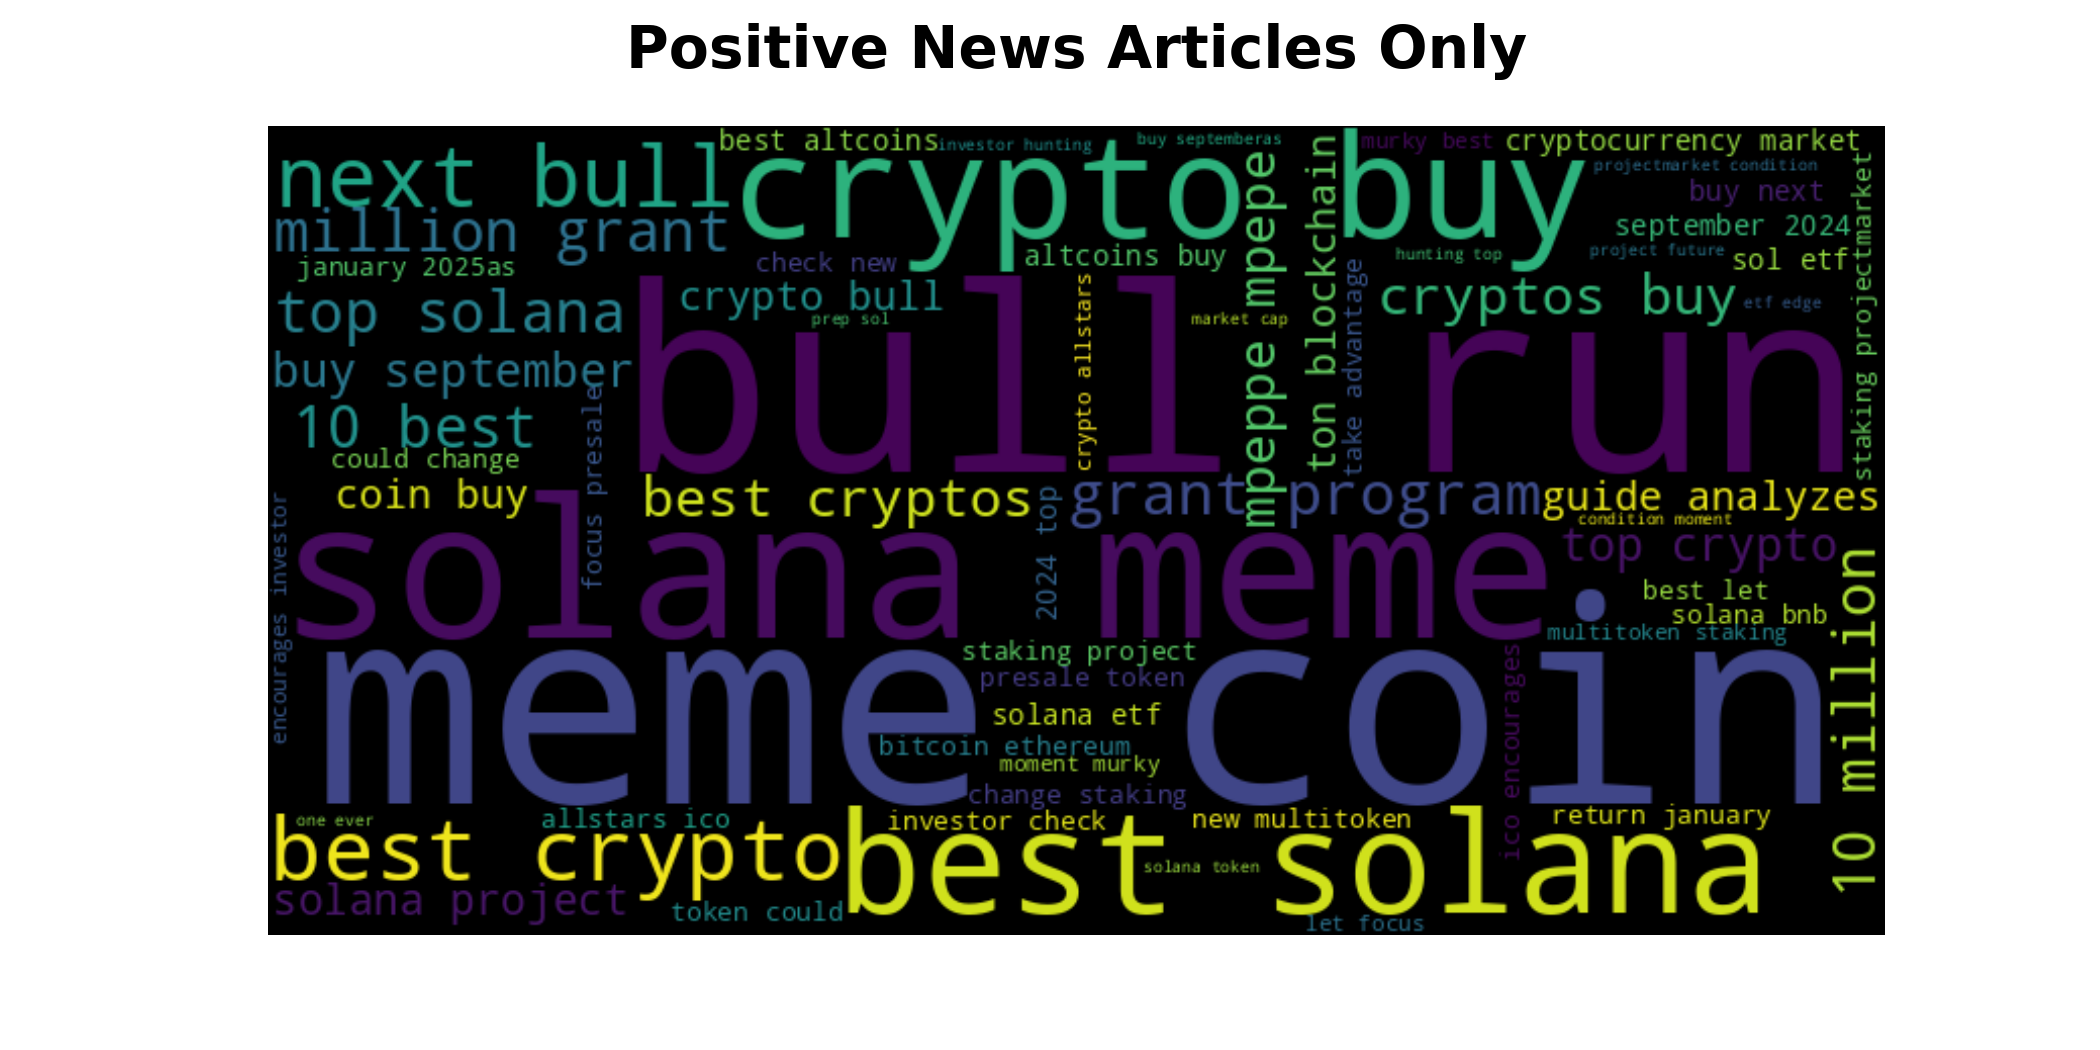 Positive News Articles Only
best altcoins
investor hunting
buy septemberas
murky best
cryptocurrency market
next bull
crypto
buy
projectmarket condition
buy next
million grant
september 2024
january 2025as
check new
altcoins buy
hunting top
project future
sol etf
mpeppe mpeppe
ton blockchain
take advantage
staking projectmarket
top solana
crypto bull
prep sol
crypto allstars
market cap
cryptos buy
etf edge
buy september
bull run
10 best
focus presale
could change
coin buy
best cryptos
2024 top
grant program
guide analyzes
condition moment
encourages investor
solana meme
top crypto
best let
solana bnb
multitoken staking
10 million
staking project
presale token
meme coin
solana etf
bitcoin ethereum
moment murky
change staking
ico encourages
one ever
allstars ico
investor check
new multitoken
return january
best crypto
best solana
solana token
solana project
token could
let focus